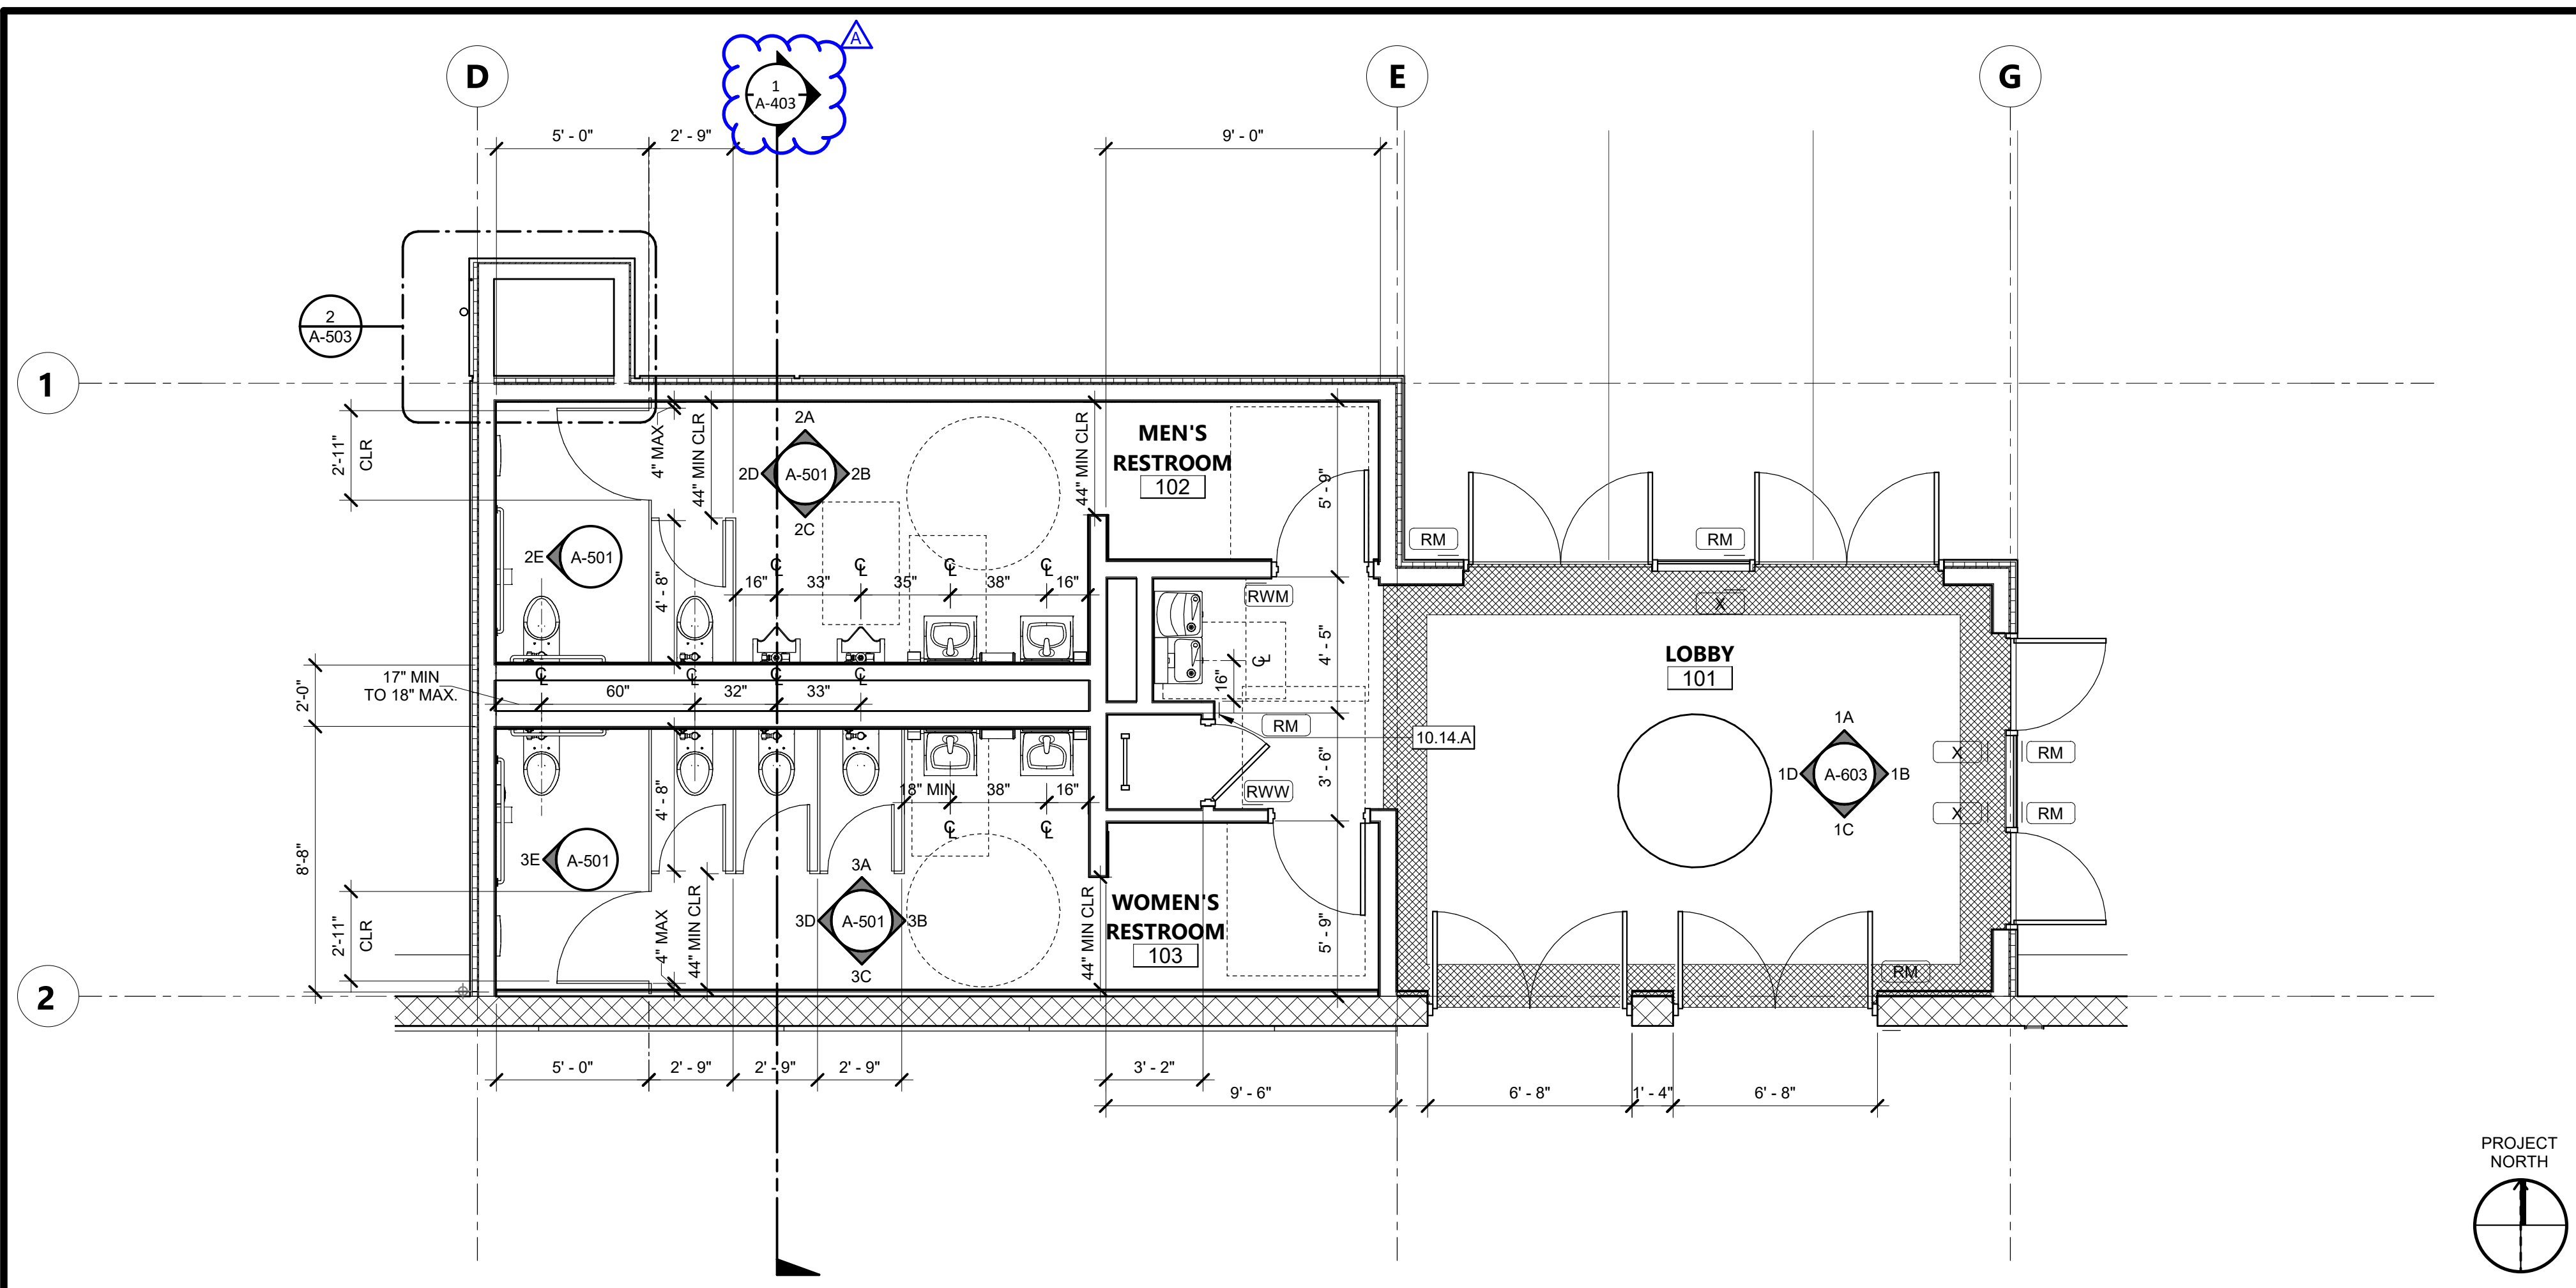 A
D
1
A-403
E
G
5' - 0"
2' - 9"
9' - 0"
2
A-503
1
2'-11"
CLR
4" MAX
44" MIN CLR
2A
2D
A-501
2B
2C
44" MIN CLR
MEN'S
RESTROOM
102
5' - 9"
RM
RM
2E
A-501
4' - 8"
℄
℄
℄
℄
16"
33"
35"
38"
16"
RWM
X
4' - 5"
℄
16"
LOBBY
101
17" MIN
TO 18" MAX.
2'-0"
℄
℄
℄
℄
60"
32"
33"
RM
10.14.A
1A
1D
A-603
1B
1C
X
RM
X
RM
3' - 6"
RWW
18" MIN
38"
16"
℄
℄
4' - 8"
3E
A-501
8'-8"
3A
3D
A-501
3B
3C
WOMEN'S
RESTROOM
103
2'-11"
CLR
4" MAX
44" MIN CLR
44" MIN CLR
5' - 9"
RM
2
5' - 0"
2' - 9"
2' - 9"
2' - 9"
3' - 2"
9' - 6"
6' - 8"
1' - 4"
6' - 8"
PROJECT
NORTH